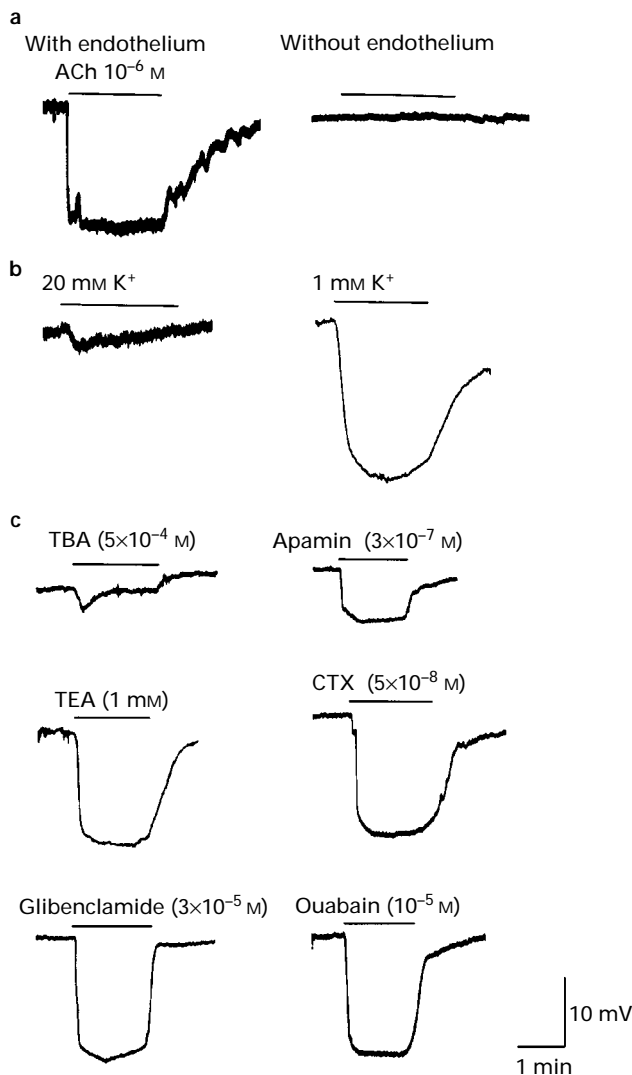 a
With endothelium
Without endothelium
ACh 10⁻⁶ M
b
20 mM K⁺
1 mM K⁺
c
TBA (5×10⁻⁴ M)
Apamin (3×10⁻⁷ M)
TEA (1 mM)
CTX (5×10⁻⁸ M)
Glibenclamide (3×10⁻⁵ M)
Ouabain (10⁻⁵ M)
10 mV
1 min